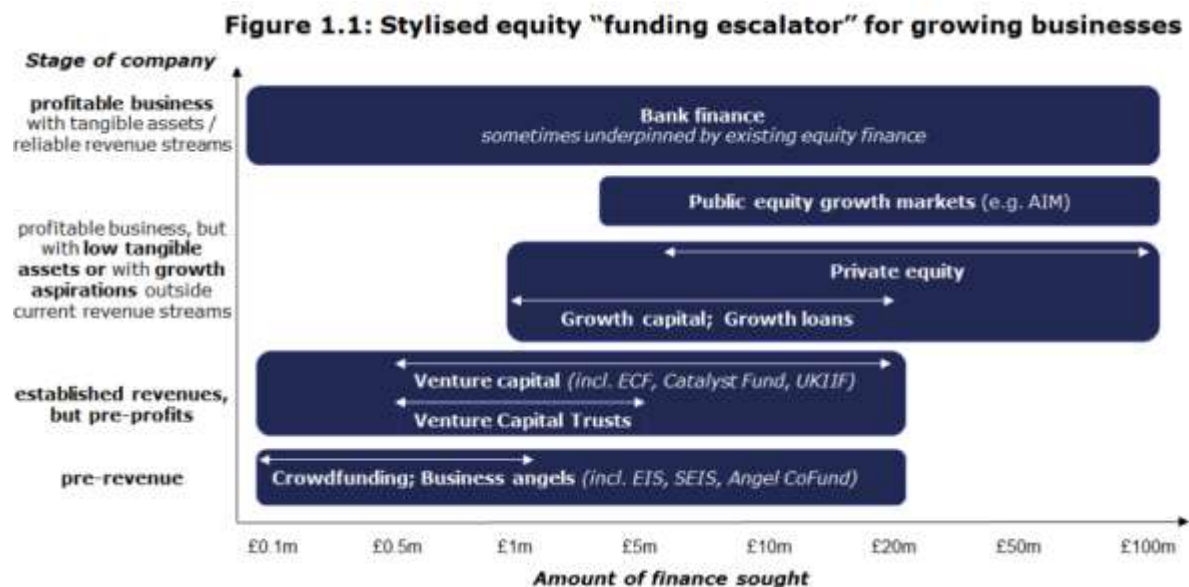 Figure 1.1: Stylised equity “funding escalator” for growing businesses
Stage of company
profitable business
with tangible assets /
reliable revenue streams
Bank finance
sometimes underpinned by existing equity finance
Public equity growth markets (e.g. AIM)
profitable business, but
with low tangible
assets or with growth
aspirations outside
current revenue streams
Private equity
Growth capital; Growth loans
established revenues,
but pre-profits
Venture capital (incl. ECF, Catalyst Fund, UKIIF)
Venture Capital Trusts
pre-revenue
Crowdfunding; Business angels (incl. EIS, SEIS, Angel CoFund)
£0.1m £0.5m £1m £5m £10m £20m £50m £100m
Amount of finance sought